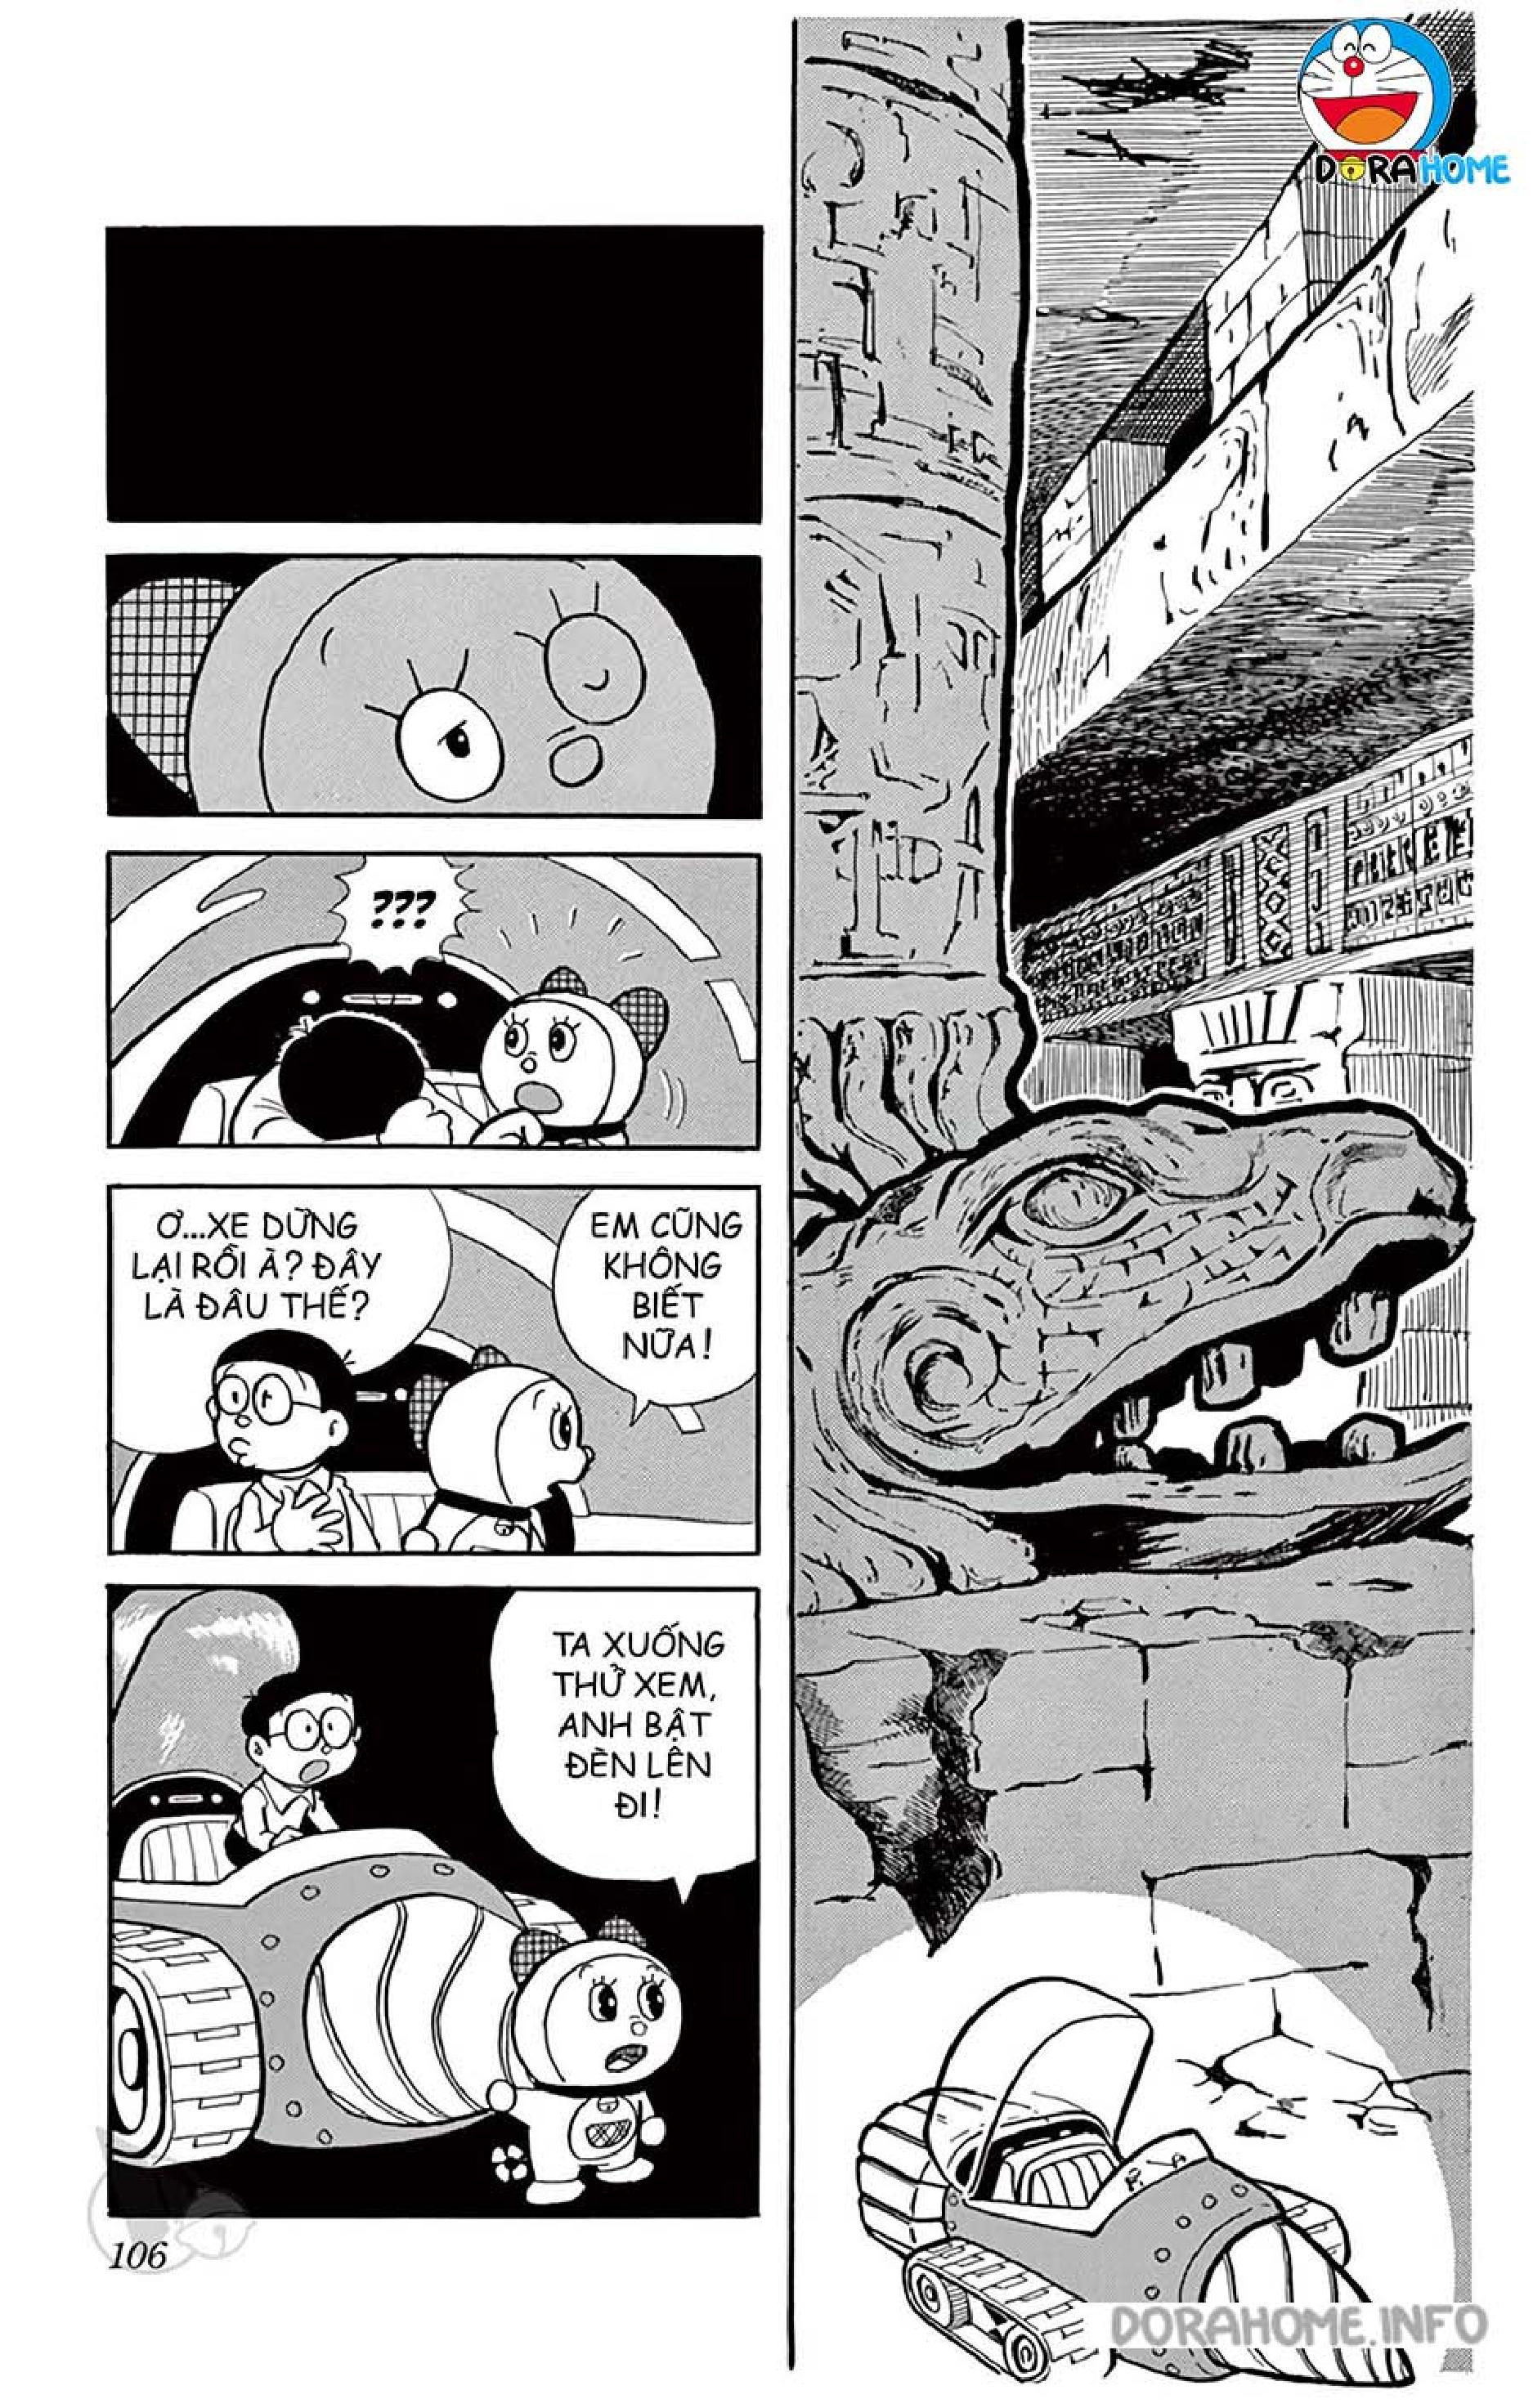 DORAHOME
???
Ơ...XE DỪNG
LẠI RỒI À? ĐÂY
LÀ ĐÂU THẾ?
EM CŨNG
KHÔNG
BIẾT
NỮA!
TA XUỐNG
THỬ XEM,
ANH BẬT
ĐÈN LÊN
ĐI!
106
DORAHOME.INFO